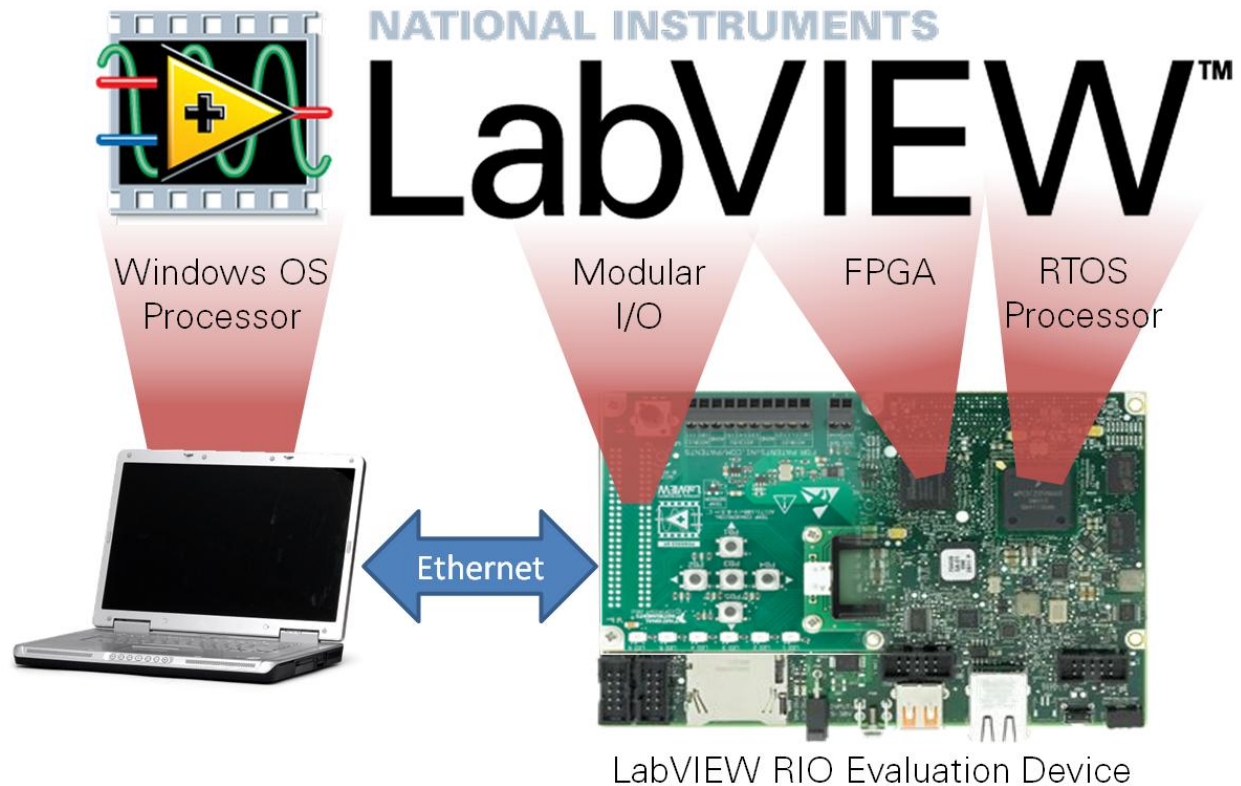 NATIONAL INSTRUMENTS
LabVIEW™
Windows OS
Processor
Modular
I/O
FPGA
RTOS
Processor
Ethernet
LabVIEW RIO Evaluation Device